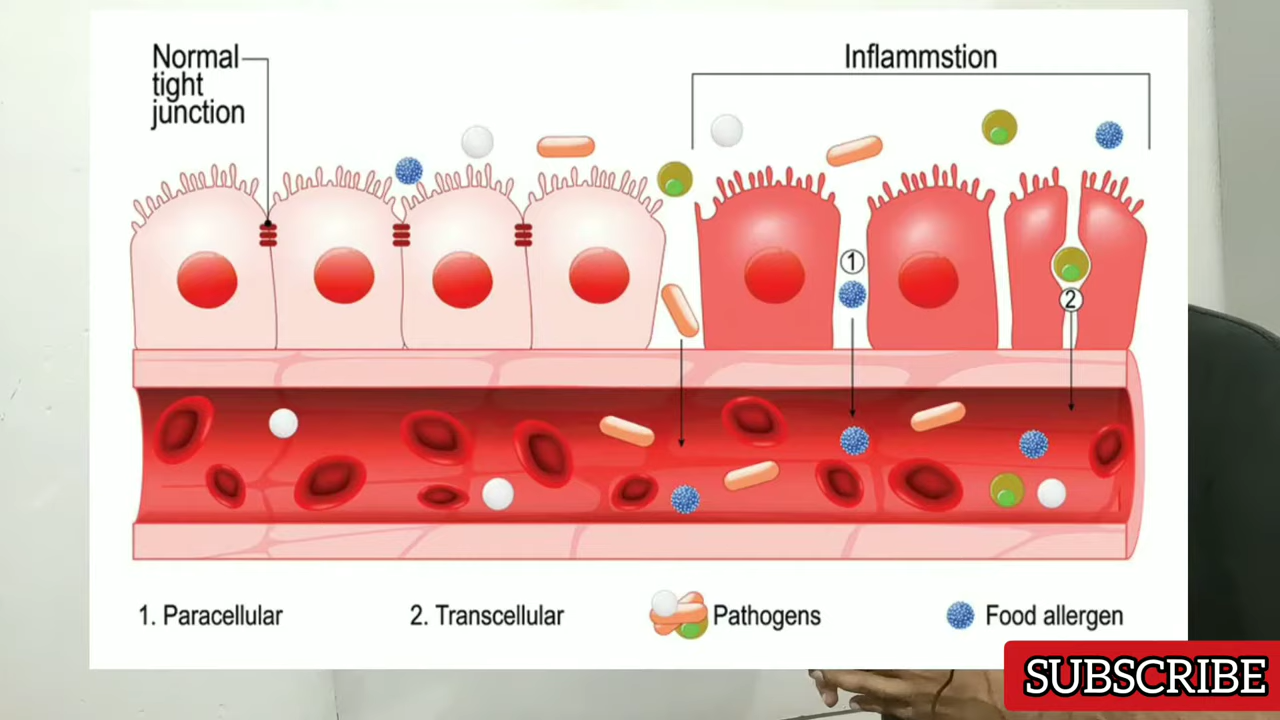 Normal
tight
junction
Inflammstion
1
2
1. Paracellular
2. Transcellular
Pathogens
Food allergen
SUBSCRIBE